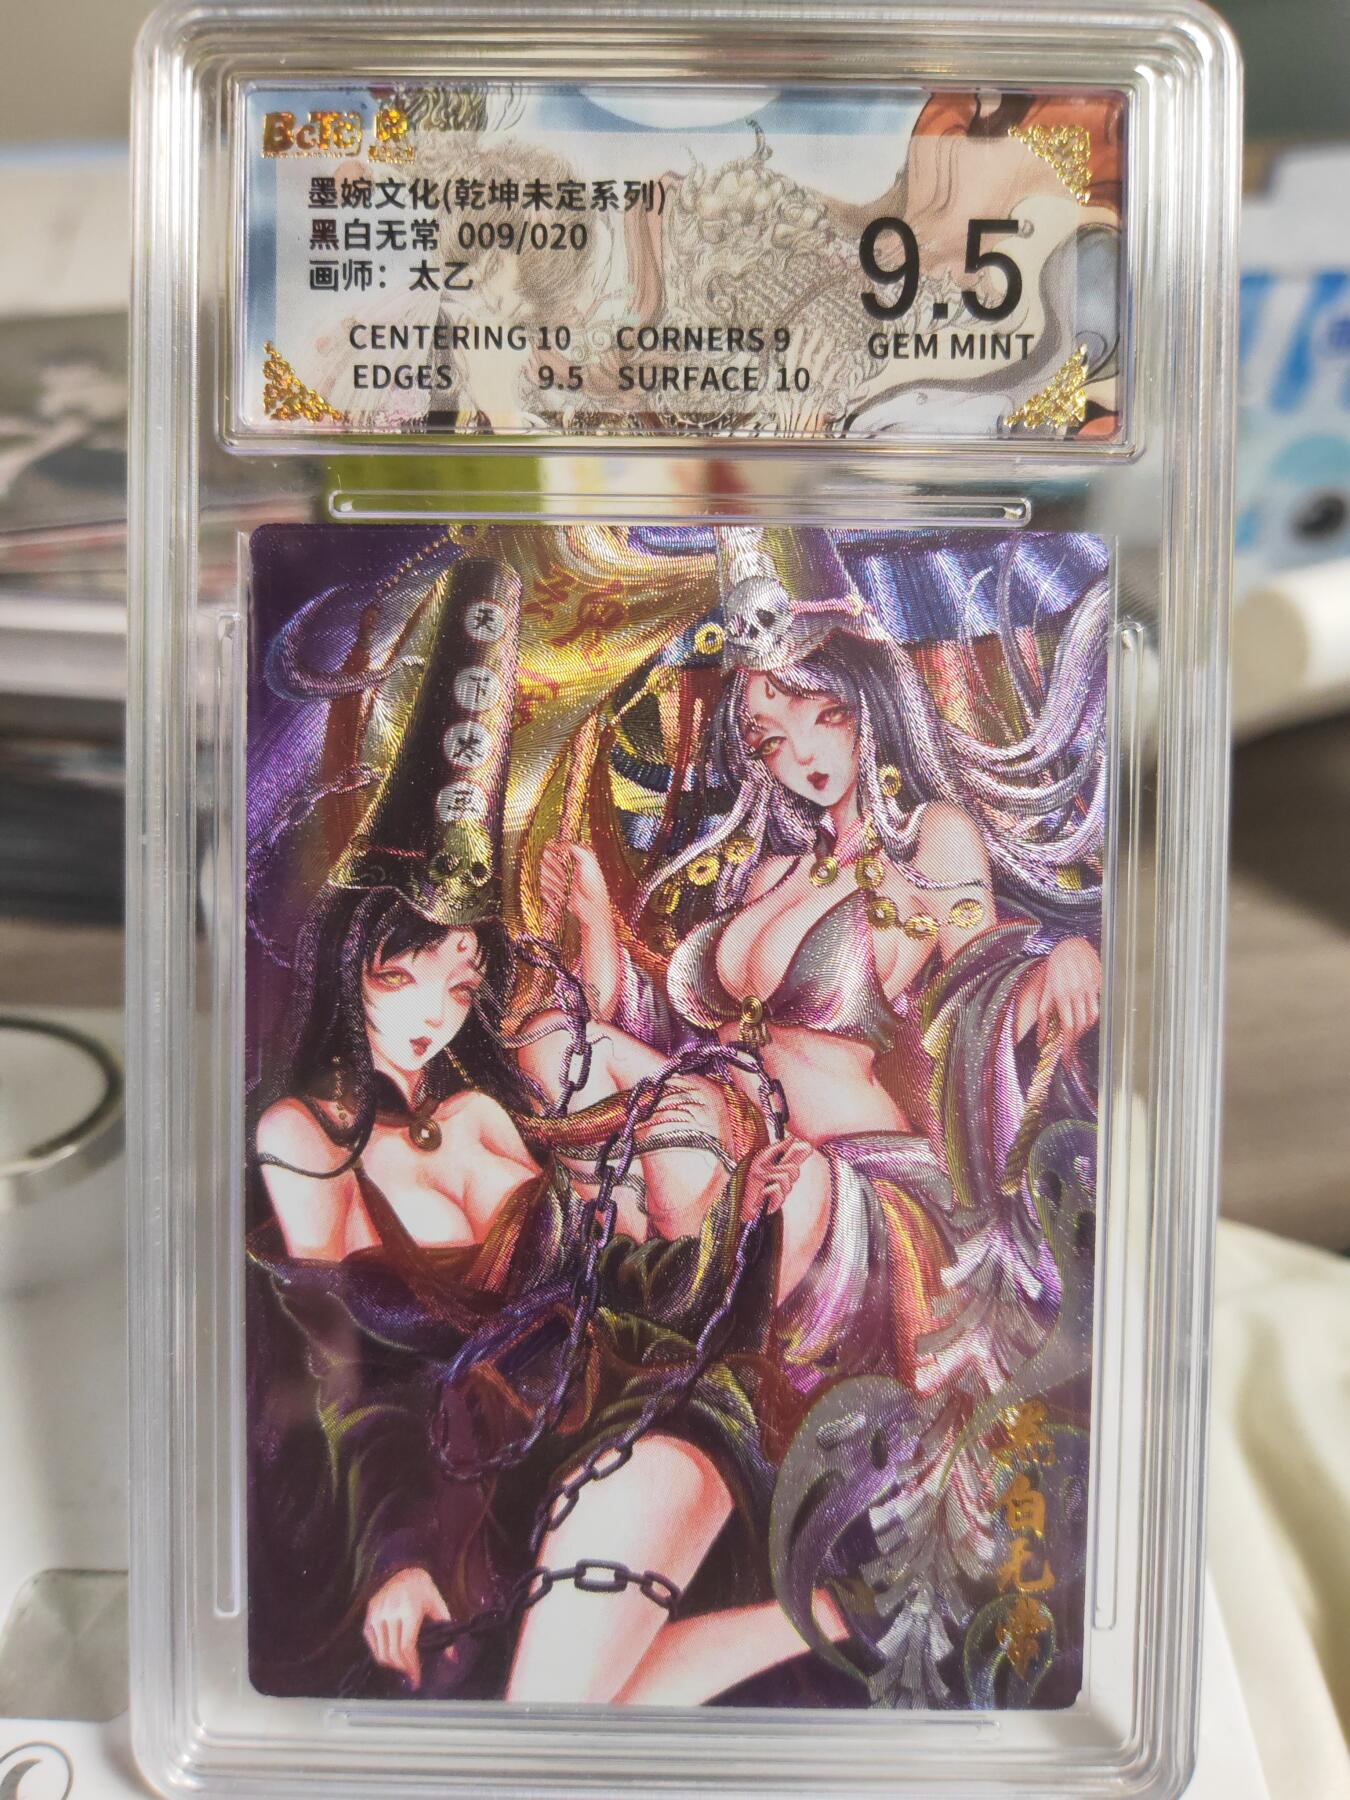 BcTC
墨婉文化(乾坤未定系列)
黑白无常 009/020
画师：太乙
9.5
GEM MINT
CENTERING 10 CORNERS 9
EDGES 9.5 SURFACE 10
天
下
太
黑白无常